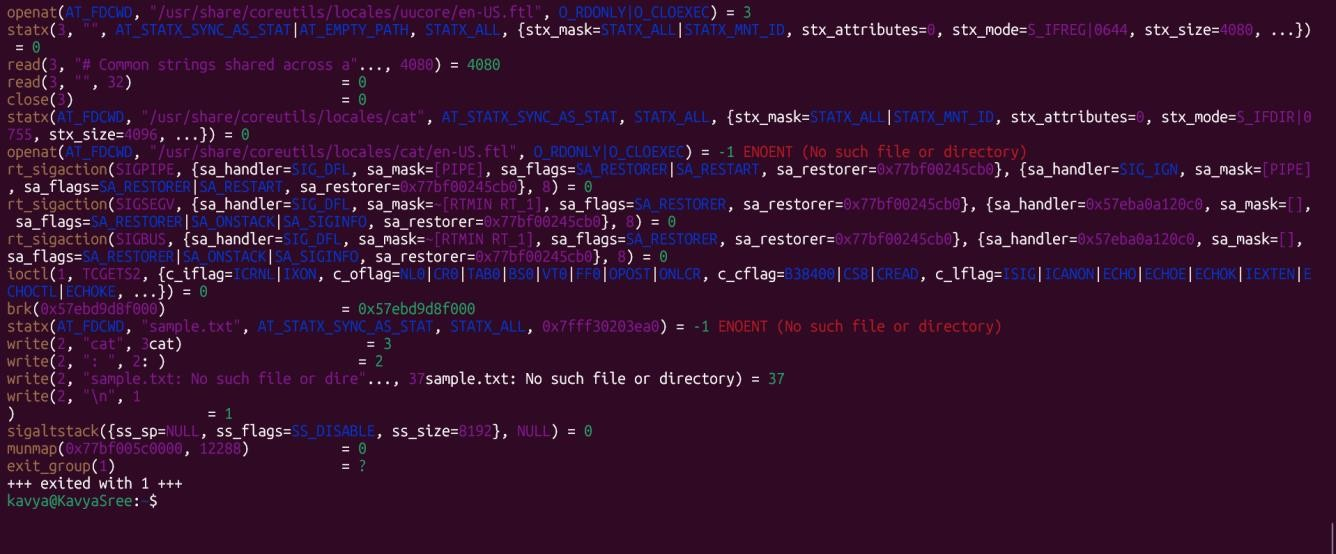 openat(AT_FDCWD, "/usr/share/coreutils/locales/uucore/en-US.ftl", O_RDONLY|O_CLOEXEC) = 3
statx(3, "", AT_STATX_SYNC_AS_STAT|AT_EMPTY_PATH, STATX_ALL, {stx_mask=STATX_ALL|STATX_MNT_ID, stx_attributes=0, stx_mode=S_IFREG|0644, stx_size=4080, ...})
 = 0
read(3, "# Common strings shared across a"..., 4080) = 4080
read(3, "", 32)                         = 0
close(3)                                = 0
statx(AT_FDCWD, "/usr/share/coreutils/locales/cat", AT_STATX_SYNC_AS_STAT, STATX_ALL, {stx_mask=STATX_ALL|STATX_MNT_ID, stx_attributes=0, stx_mode=S_IFDIR|0
755, stx_size=4096, ...}) = 0
openat(AT_FDCWD, "/usr/share/coreutils/locales/cat/en-US.ftl", O_RDONLY|O_CLOEXEC) = -1 ENOENT (No such file or directory)
rt_sigaction(SIGPIPE, {sa_handler=SIG_DFL, sa_mask=[PIPE], sa_flags=SA_RESTORER|SA_RESTART, sa_restorer=0x77bf00245cb0}, {sa_handler=SIG_IGN, sa_mask=[PIPE]
, sa_flags=SA_RESTORER|SA_RESTART, sa_restorer=0x77bf00245cb0}, 8) = 0
rt_sigaction(SIGSEGV, {sa_handler=SIG_DFL, sa_mask=~[RTMIN RT_1], sa_flags=SA_RESTORER, sa_restorer=0x77bf00245cb0}, {sa_handler=0x57eba0a120c0, sa_mask=[],
 sa_flags=SA_RESTORER|SA_ONSTACK|SA_SIGINFO, sa_restorer=0x77bf00245cb0}, 8) = 0
rt_sigaction(SIGBUS, {sa_handler=SIG_DFL, sa_mask=~[RTMIN RT_1], sa_flags=SA_RESTORER, sa_restorer=0x77bf00245cb0}, {sa_handler=0x57eba0a120c0, sa_mask=[],
sa_flags=SA_RESTORER|SA_ONSTACK|SA_SIGINFO, sa_restorer=0x77bf00245cb0}, 8) = 0
ioctl(1, TCGETS2, {c_iflag=ICRNL|IXON, c_oflag=NL0|CR0|TAB0|BS0|VT0|FF0|OPOST|ONLCR, c_cflag=B38400|CS8|CREAD, c_lflag=ISIG|ICANON|ECHO|ECHOE|ECHOK|IEXTEN|E
CHOCTL|ECHOKE, ...}) = 0
brk(0x57ebd9d8f000)                     = 0x57ebd9d8f000
statx(AT_FDCWD, "sample.txt", AT_STATX_SYNC_AS_STAT, STATX_ALL, 0x7fff30203ea0) = -1 ENOENT (No such file or directory)
write(2, "cat", 3cat)                      = 3
write(2, ": ", 2: )                       = 2
write(2, "sample.txt: No such file or dire"..., 37sample.txt: No such file or directory) = 37
write(2, "\n", 1
)                       = 1
sigaltstack({ss_sp=NULL, ss_flags=SS_DISABLE, ss_size=8192}, NULL) = 0
munmap(0x77bf005c0000, 12288)           = 0
exit_group(1)                           = ?
+++ exited with 1 +++
kavya@KavyaSree:~$